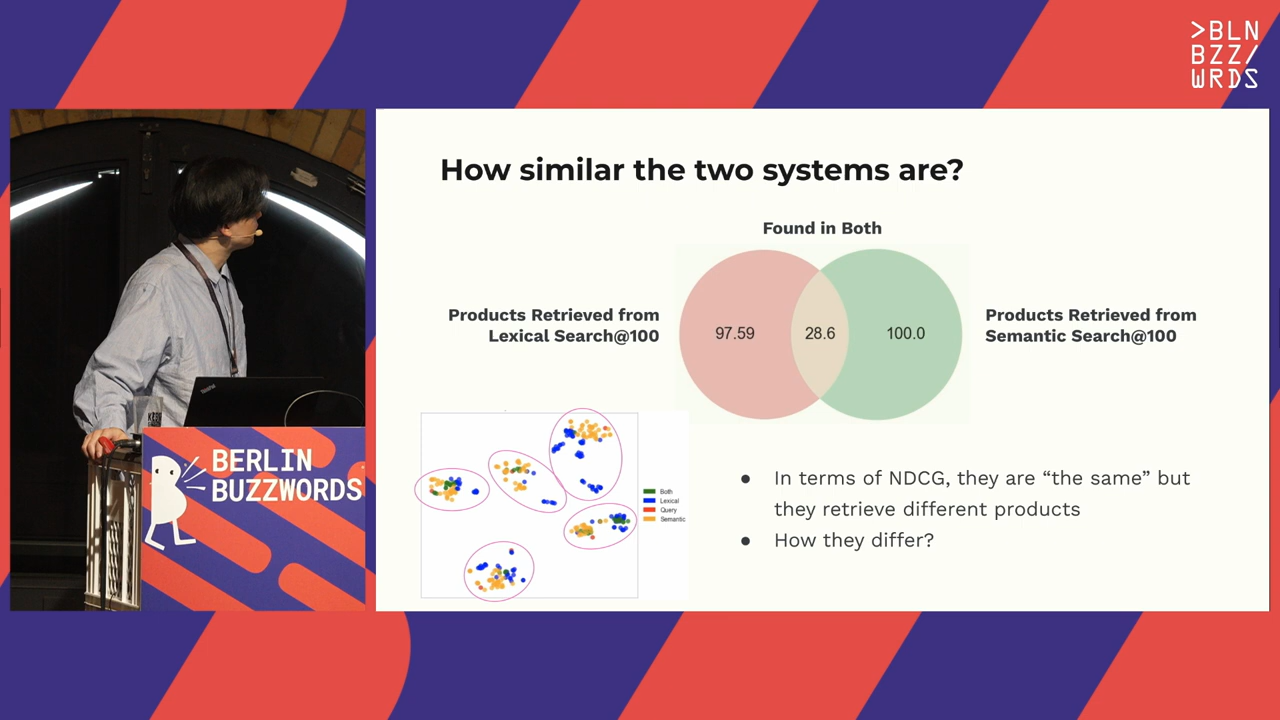 >BLN
BZZ/
WRDS
How similar the two systems are?
Found in Both
Products Retrieved from
Lexical Search@100
97.59
28.6
100.0
Products Retrieved from
Semantic Search@100
Both
Lexical
Query
Semantic
● In terms of NDCG, they are “the same” but
they retrieve different products
● How they differ?
ThinkPad
BERLIN
BUZZWORDS